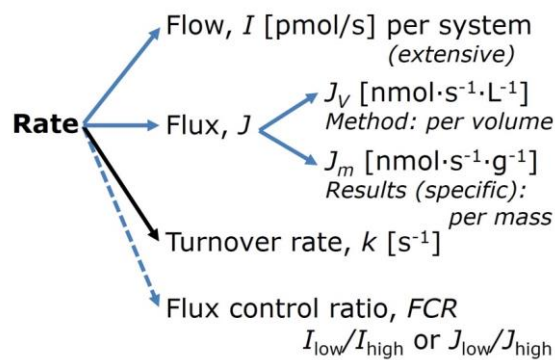 Flow, I [pmol/s] per system
(extensive)
J_V [nmol·s⁻¹·L⁻¹]
Method: per volume
Rate
Flux, J
J_m [nmol·s⁻¹·g⁻¹]
Results (specific):
per mass
Turnover rate, k [s⁻¹]
Flux control ratio, FCR
I_low/I_high or J_low/J_high